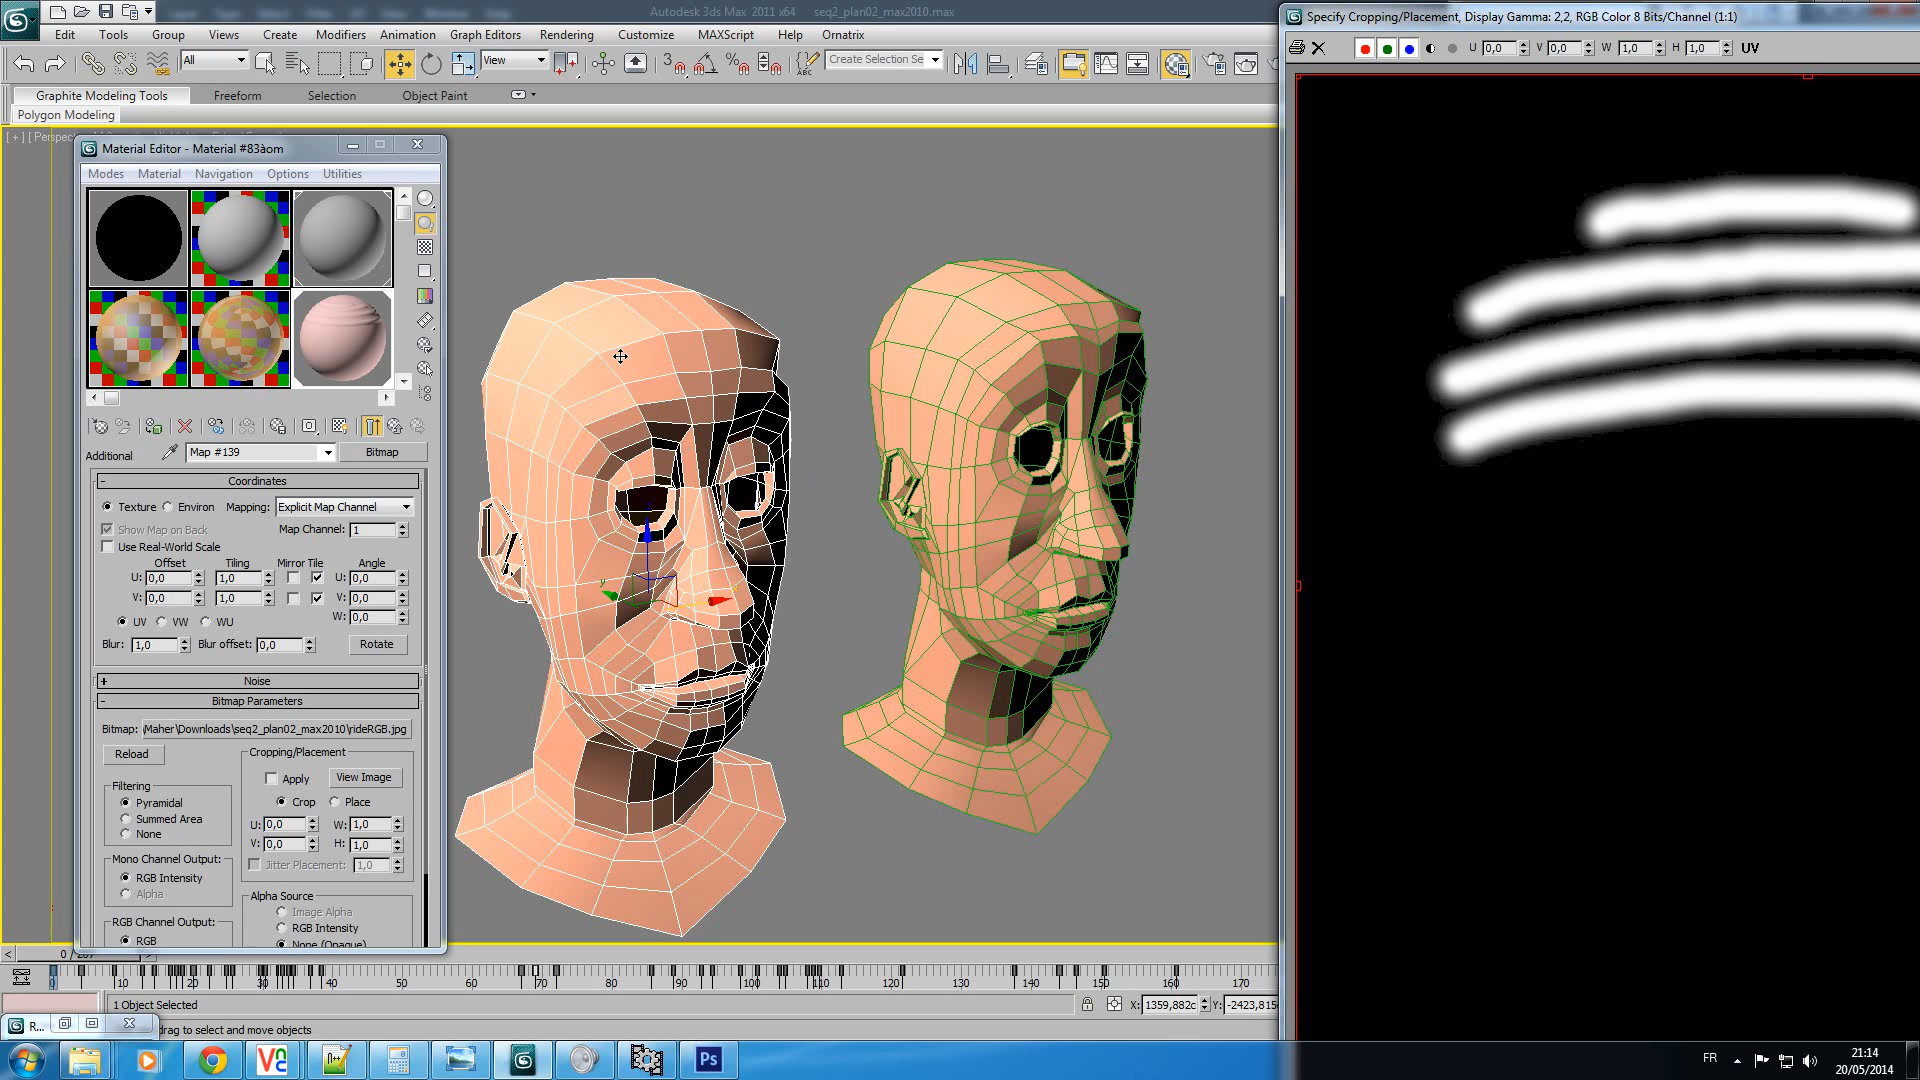 Autodesk 3ds Max 2011 x64 seq2_plan02_max2010.max
Edit Tools Group Views Create Modifiers Animation Graph Editors Rendering Customize MAXScript Help Ornatrix
All View 3 Create Selection Se
Graphite Modeling Tools Freeform Selection Object Paint
Polygon Modeling
[ + ] [ Perspe
Material Editor - Material #83àom
Modes Material Navigation Options Utilities
Additional Map #139 Bitmap
- Coordinates
Texture Environ Mapping: Explicit Map Channel
Show Map on Back Map Channel: 1
Use Real-World Scale
Offset Tiling Mirror Tile Angle
U: 0,0 1,0 U: 0,0
V: 0,0 1,0 V: 0,0
W: 0,0
UV VW WU
Blur: 1,0 Blur offset: 0,0 Rotate
+ Noise
- Bitmap Parameters
Bitmap: \Maher\Downloads\seq2_plan02_max2010\rideRGB.jpg
Reload Cropping/Placement
Apply View Image
Filtering
Pyramidal Crop Place
Summed Area U: 0,0 W: 1,0
None V: 0,0 H: 1,0
Mono Channel Output: Jitter Placement: 1,0
RGB Intensity
Alpha
Alpha Source
Image Alpha
RGB Channel Output: RGB Intensity
RGB None (Opaque)
Specify Cropping/Placement, Display Gamma: 2,2, RGB Color 8 Bits/Channel (1:1)
U 0,0 V 0,0 W 1,0 H 1,0 UV
y
0 10 20 30 40 50 60 70 80 90 100 110 120 130 140 150 160 170
1 Object Selected X: 1359,882c Y: -2423,815
R... drag to select and move objects
Ps
FR 21:14
20/05/2014